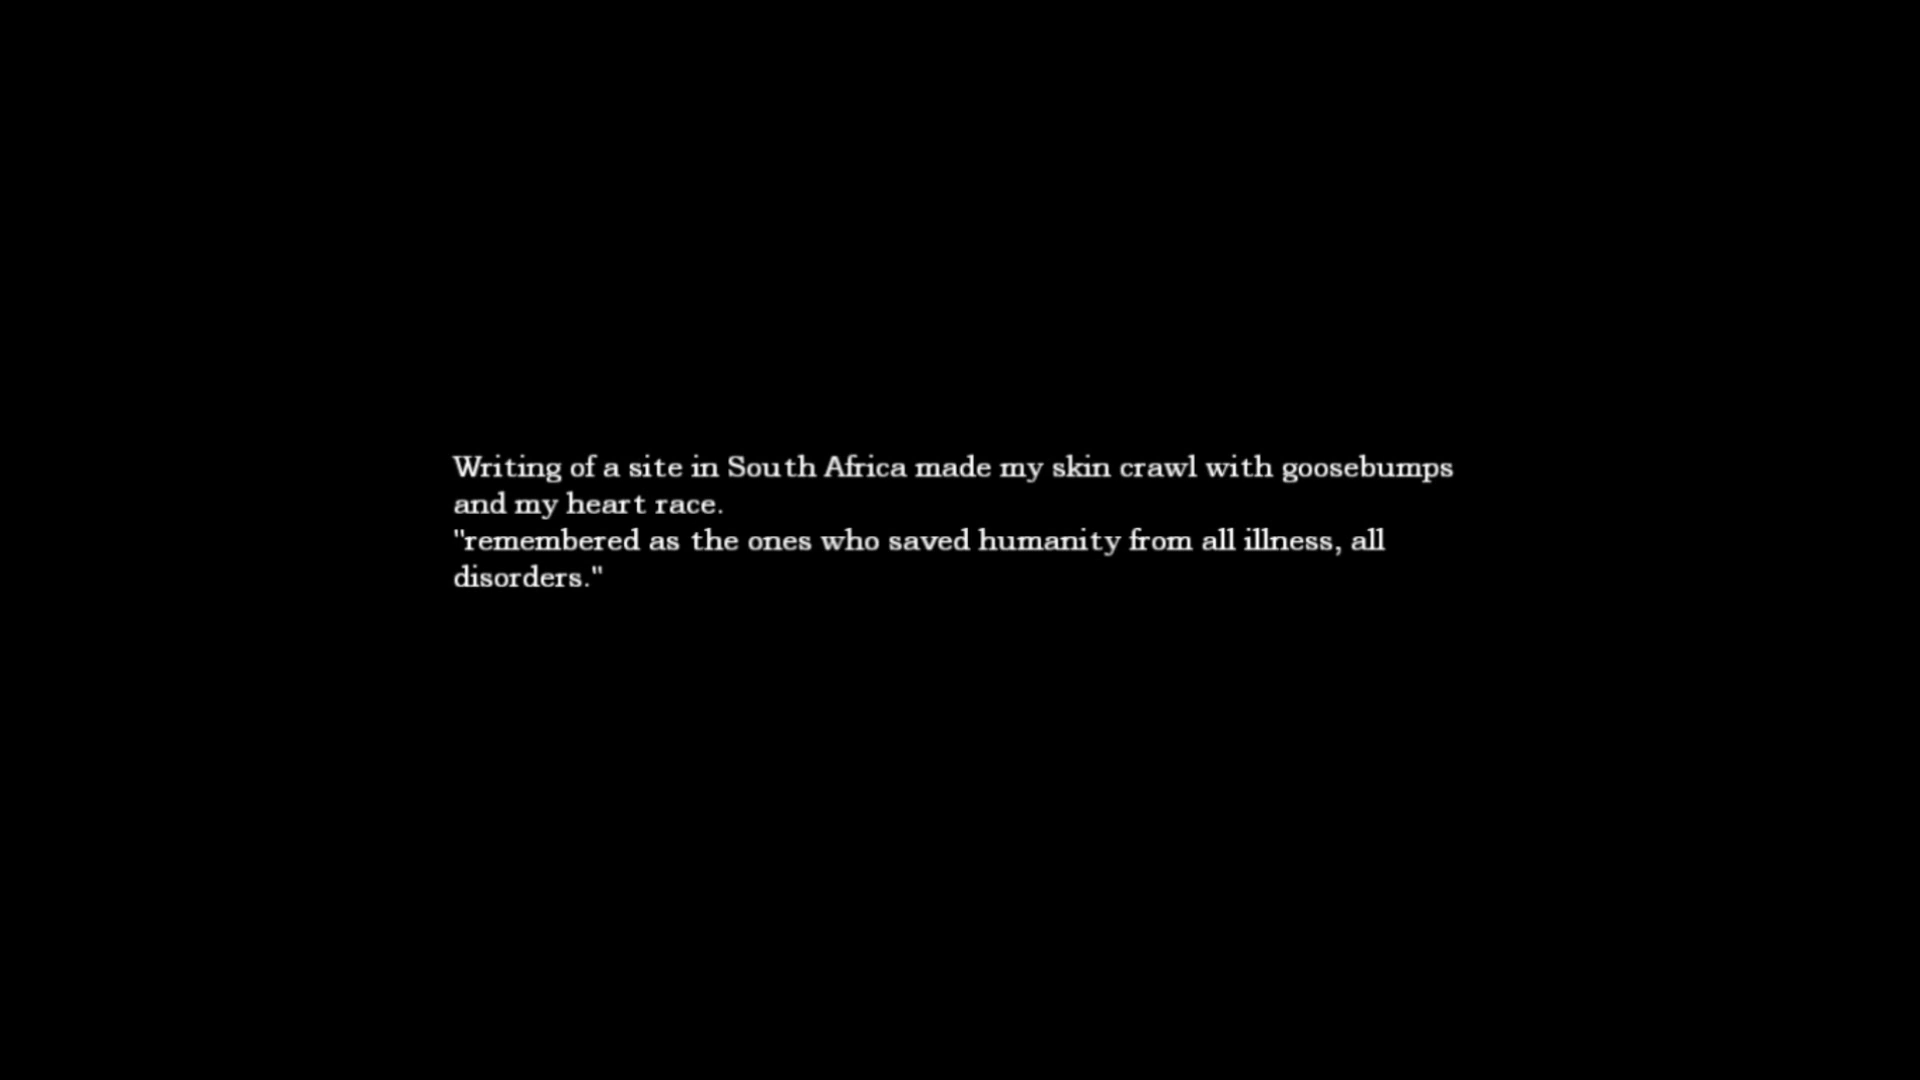 Writing of a site in South Africa made my skin crawl with goosebumps
and my heart race.
"remembered as the ones who saved humanity from all illness, all
disorders."